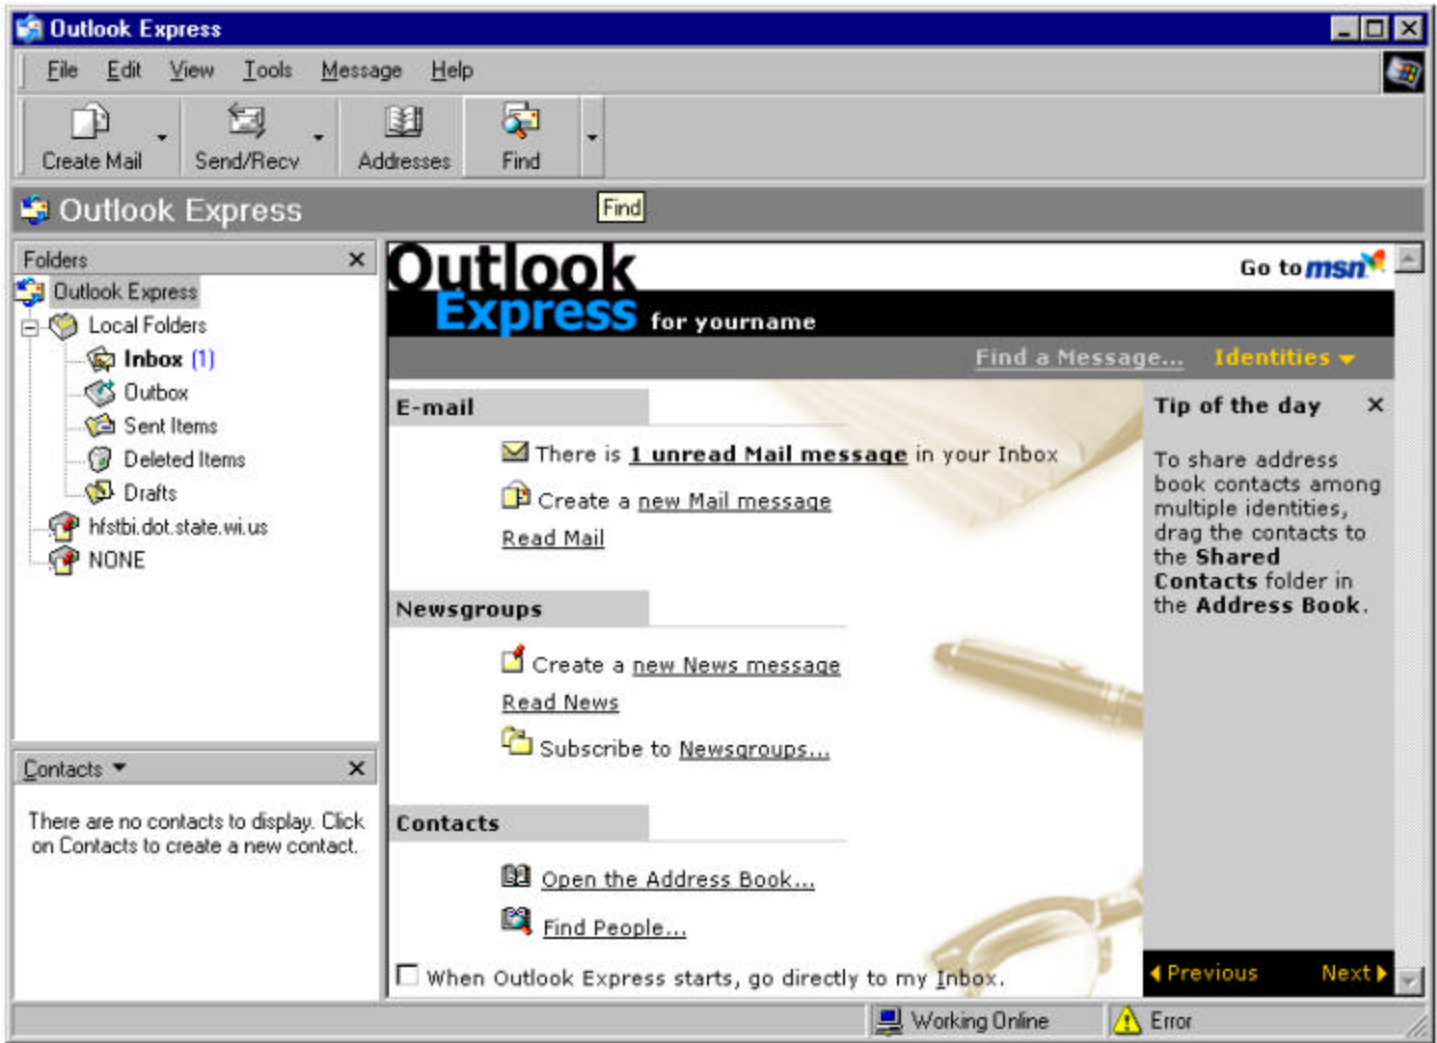 Outlook Express
File Edit View Tools Message Help
Create Mail Send/Recv Addresses Find
Outlook Express
Find
Folders
Outlook Express
Local Folders
Inbox (1)
Outbox
Sent Items
Deleted Items
Drafts
hfstbi.dot.state.wi.us
NONE
Contacts
There are no contacts to display. Click
on Contacts to create a new contact.
Outlook
Express for yourname
Go to msn
Find a Message... Identities
E-mail
There is 1 unread Mail message in your Inbox
Create a new Mail message
Read Mail
Newsgroups
Create a new News message
Read News
Subscribe to Newsgroups...
Contacts
Open the Address Book...
Find People...
When Outlook Express starts, go directly to my Inbox.
Tip of the day
To share address
book contacts among
multiple identities,
drag the contacts to
the Shared
Contacts folder in
the Address Book.
Previous Next
Working Online Error